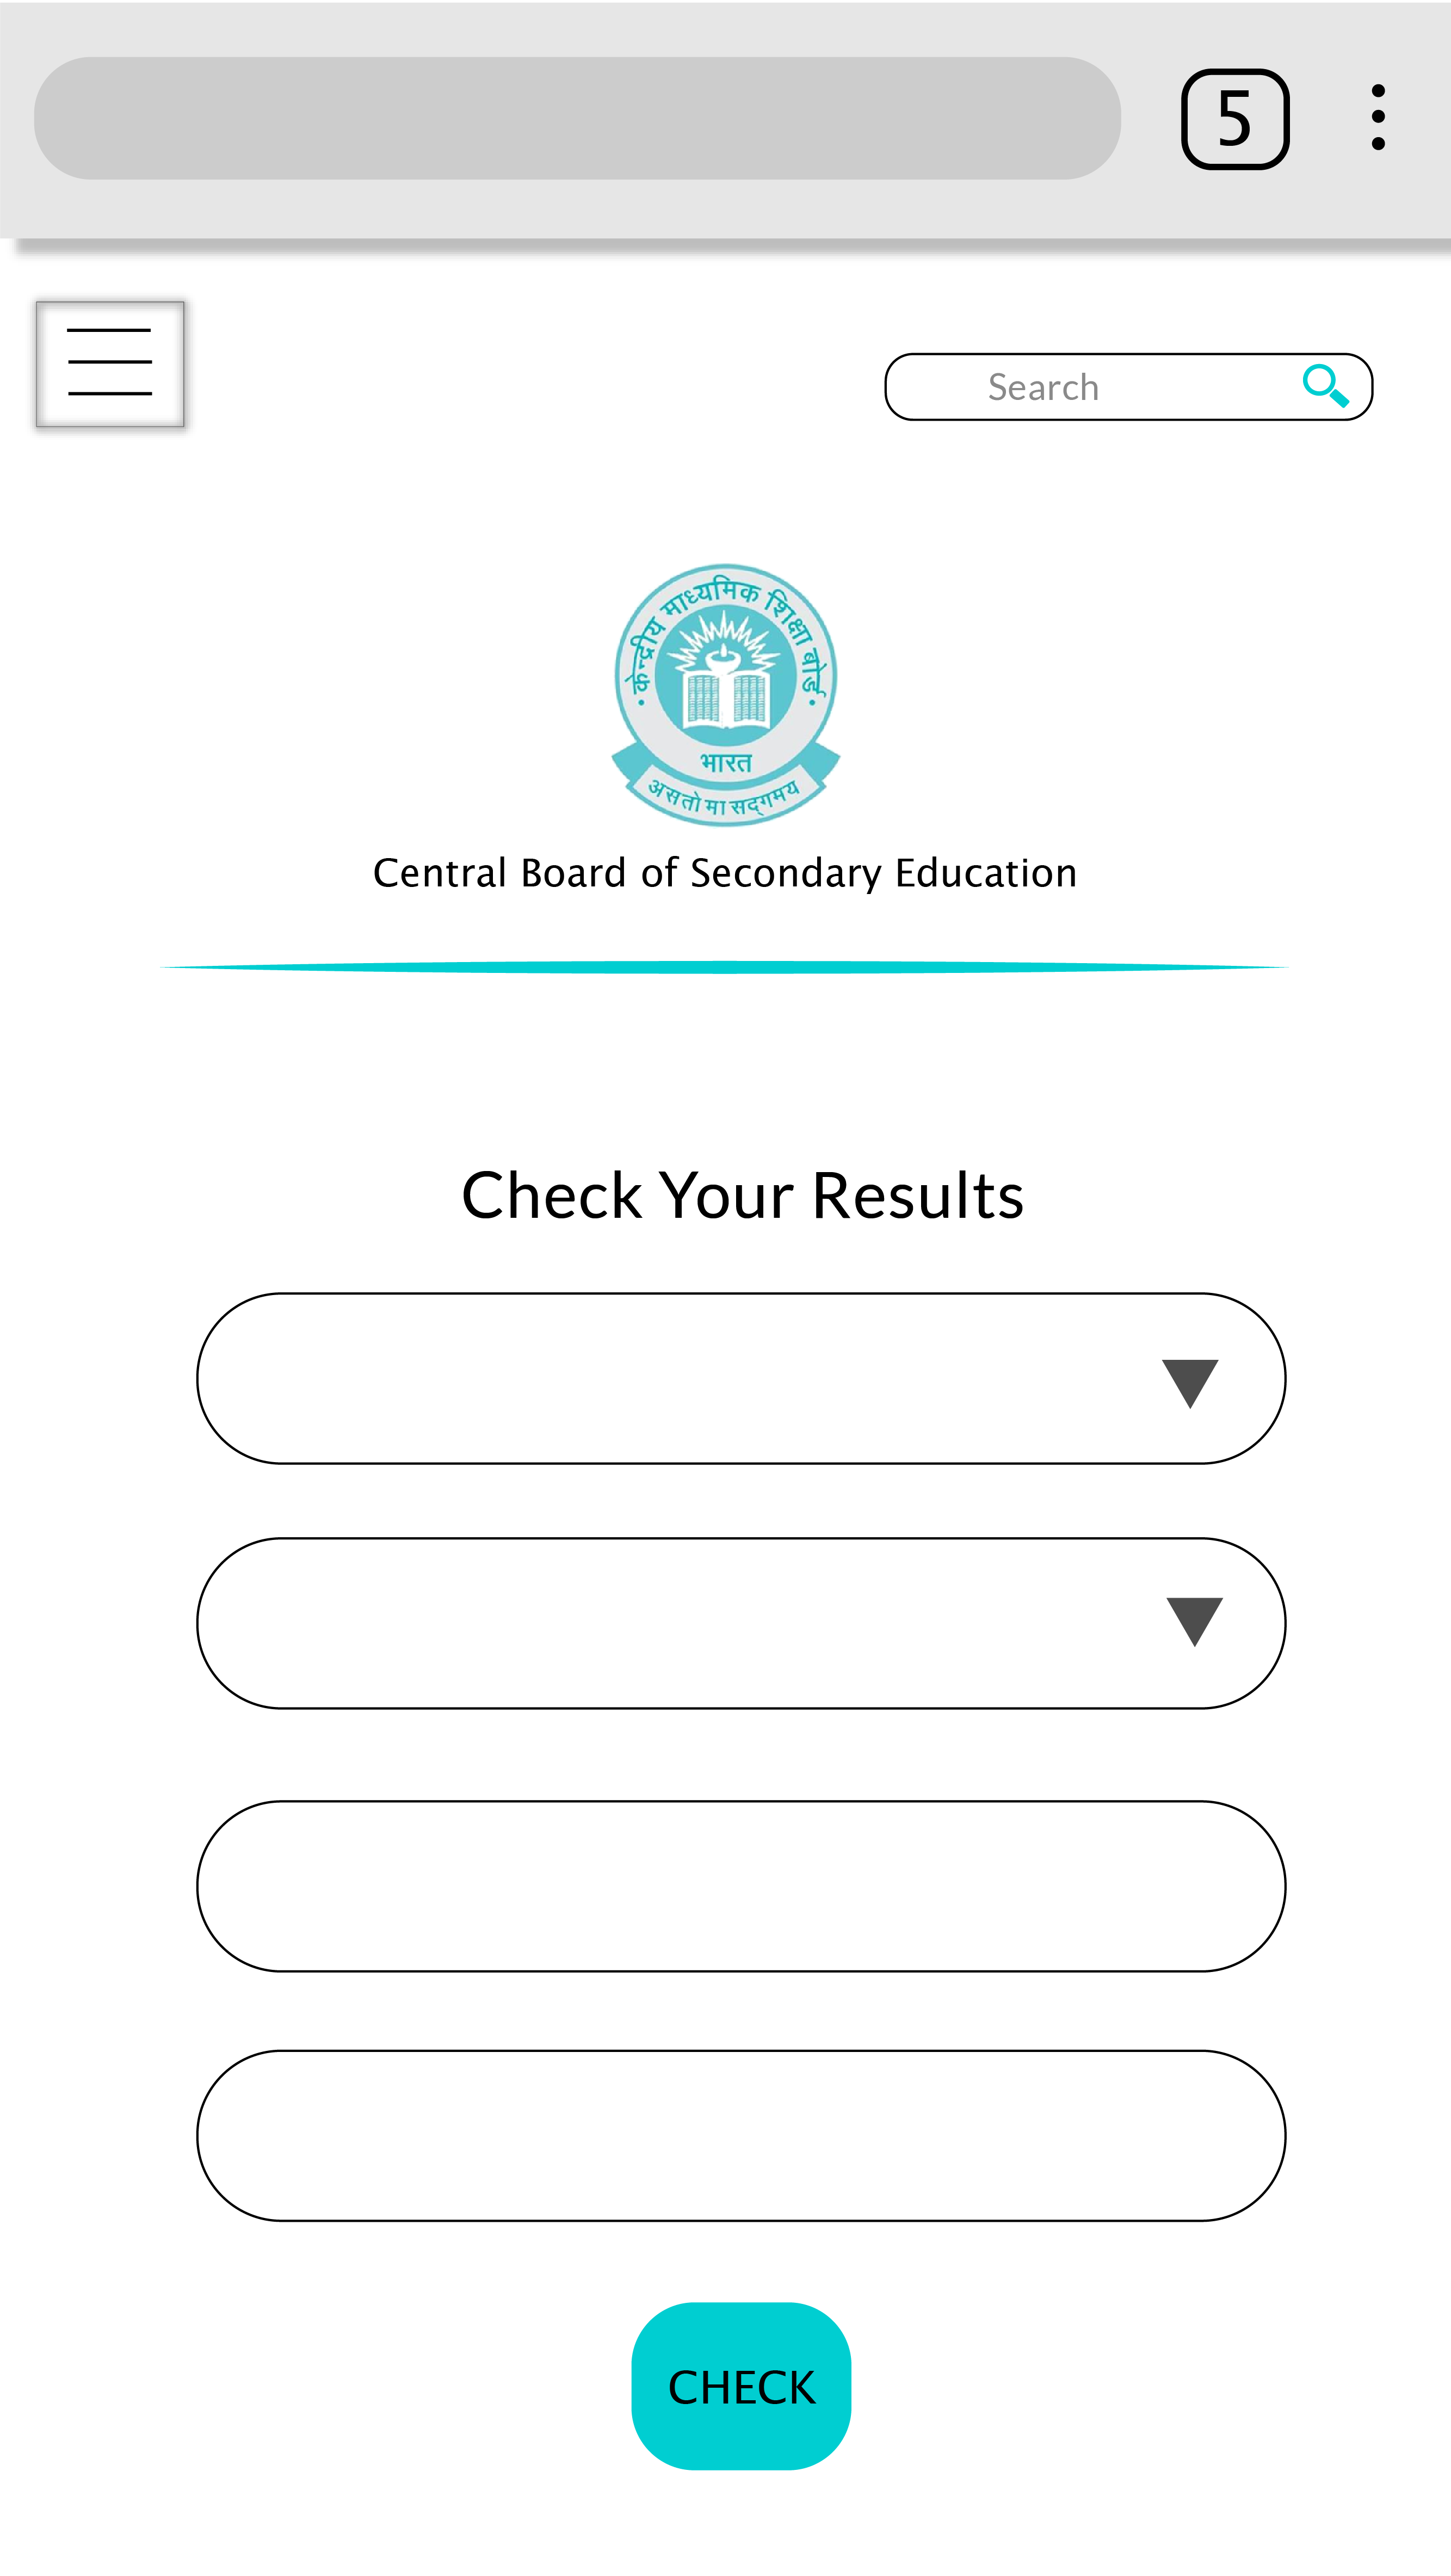 5
Search
केन्द्रीय माध्यमिक शिक्षा बोर्ड
भारत
असतो मा सद्गमय
Central Board of Secondary Education
Check Your Results
CHECK